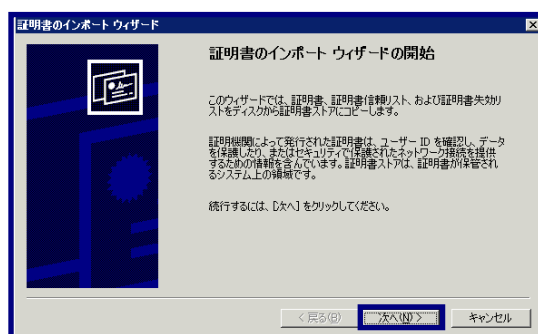 証明書のインポート ウィザード
証明書のインポート ウィザードの開始
このウィザードでは、証明書、証明書信頼リスト、および証明書失効リ
ストをディスクから証明書ストアにコピーします。
証明機関によって発行された証明書は、ユーザー ID を確認し、データ
を保護したり、またはセキュリティで保護されたネットワーク接続を提供
するための情報を含んでいます。証明書ストアは、証明書が保管され
るシステム上の領域です。
続行するには、[次へ] をクリックしてください。
< 戻る(B)
次へ(N) >
キャンセル